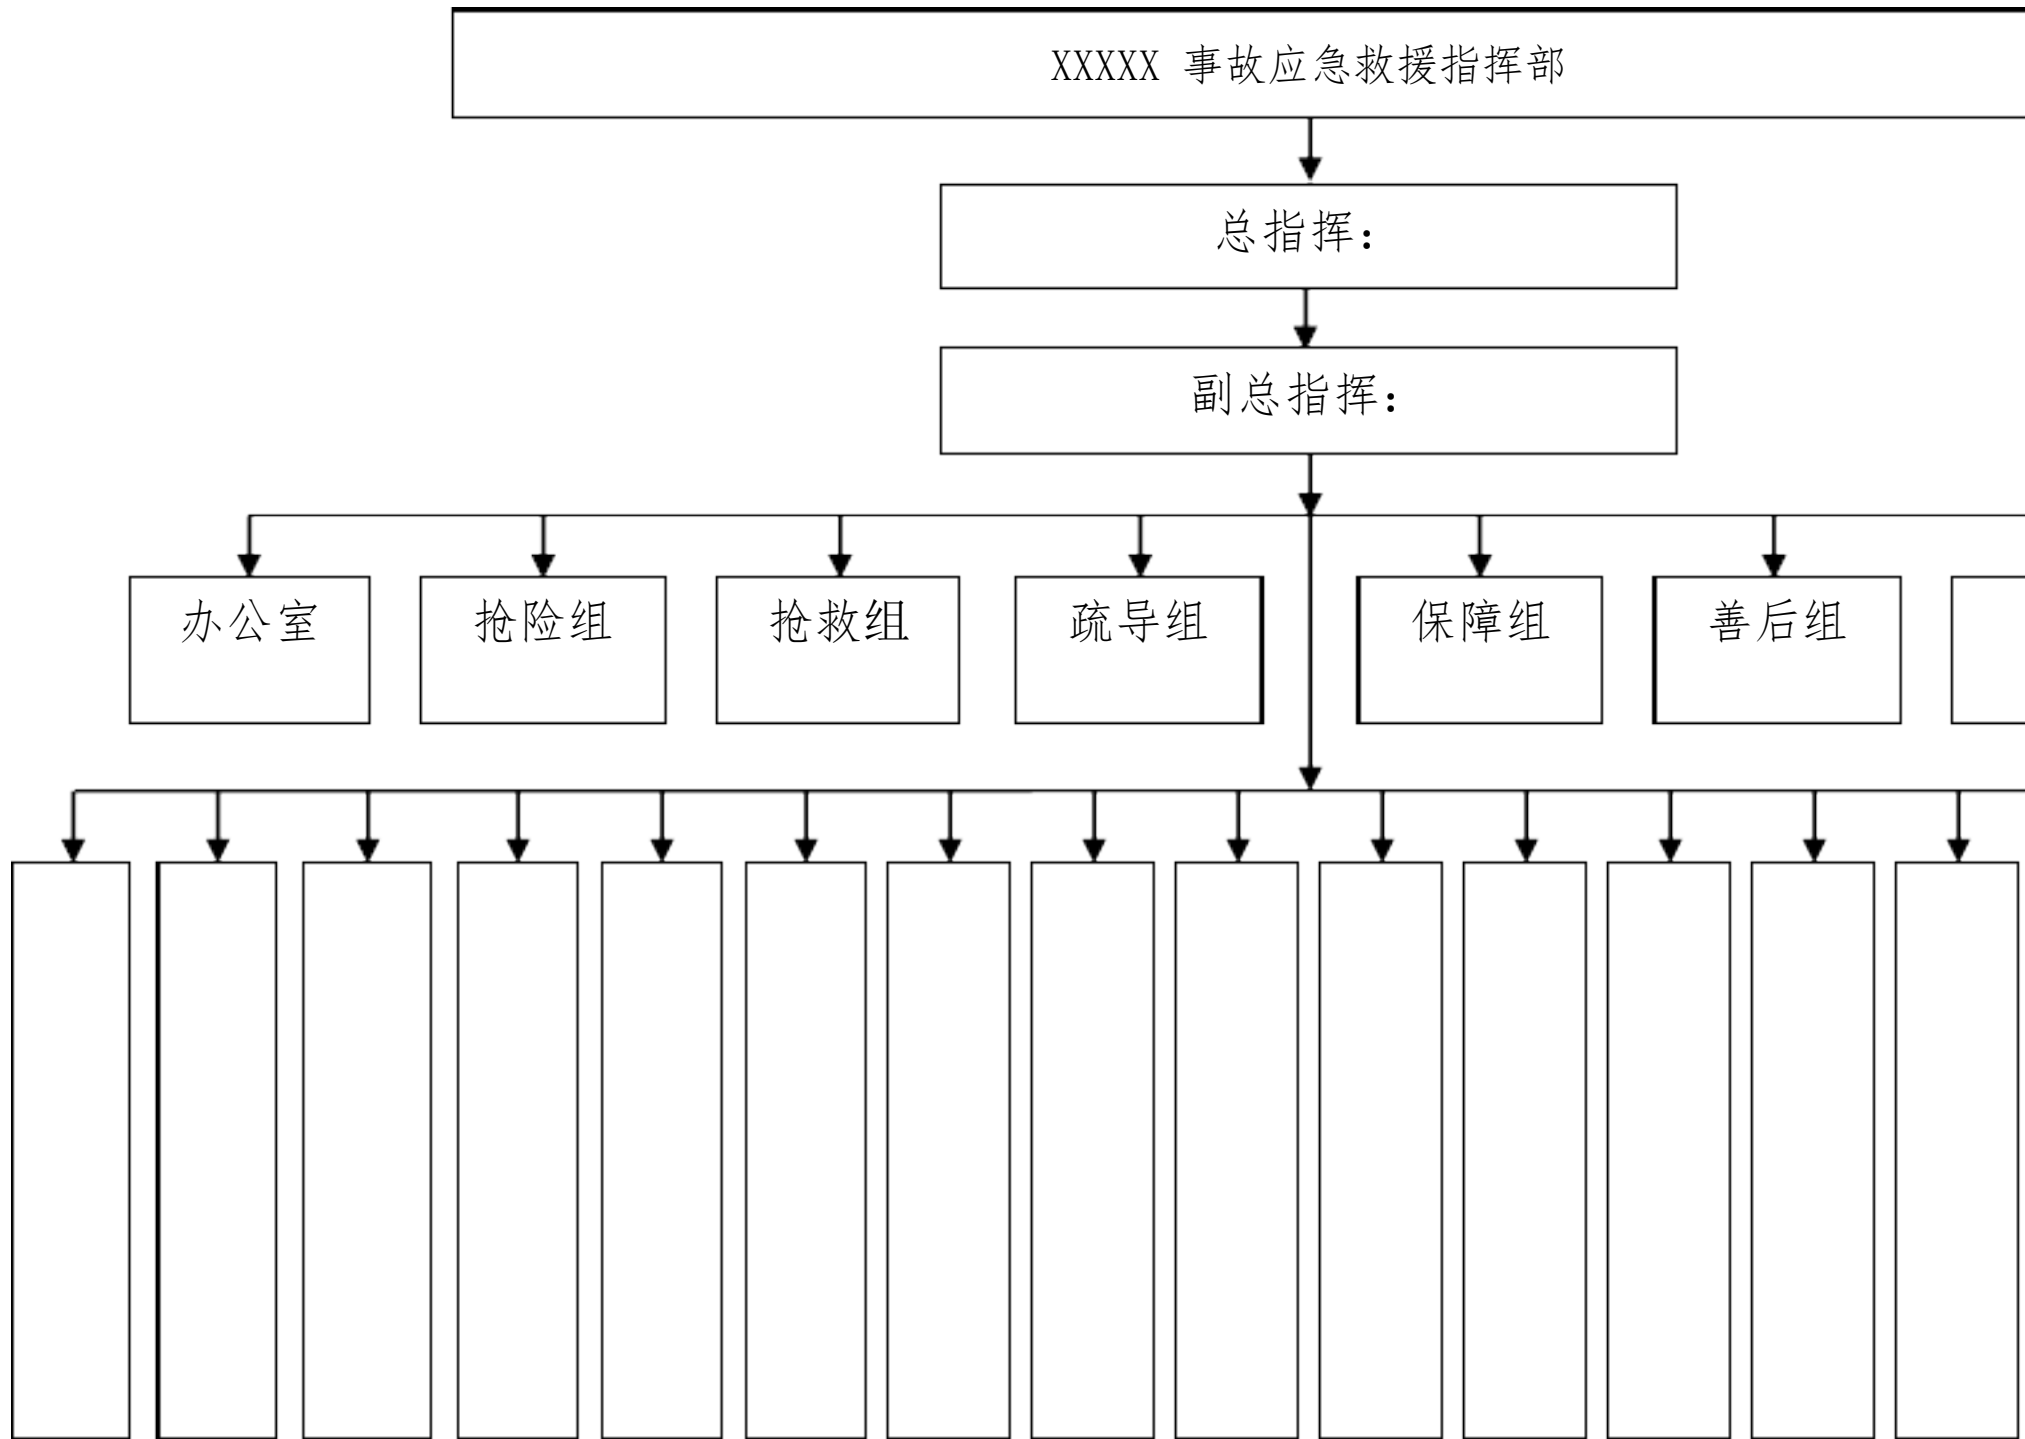 XXXXX 事故应急救援指挥部
总指挥：
副总指挥：
办公室
抢险组
抢救组
疏导组
保障组
善后组